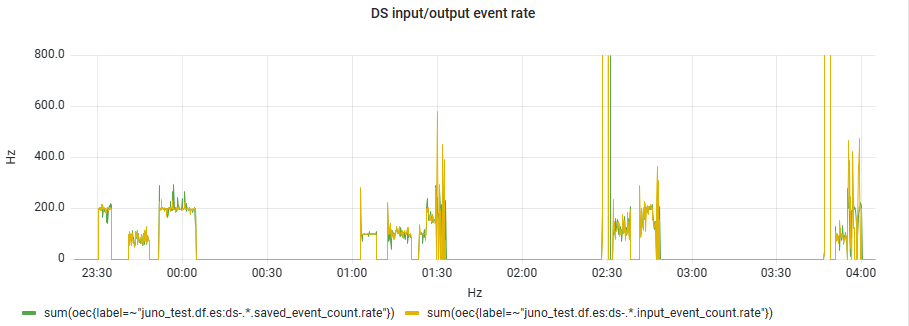 DS input/output event rate
800.0
600.0
400.0
200.0
0
Hz
23:30 00:00 00:30 01:00 01:30 02:00 02:30 03:00 03:30 04:00
Hz
sum(oec{label=~"juno_test.df.es:ds-.*.saved_event_count.rate"}) sum(oec{label=~"juno_test.df.es:ds-.*.input_event_count.rate"})